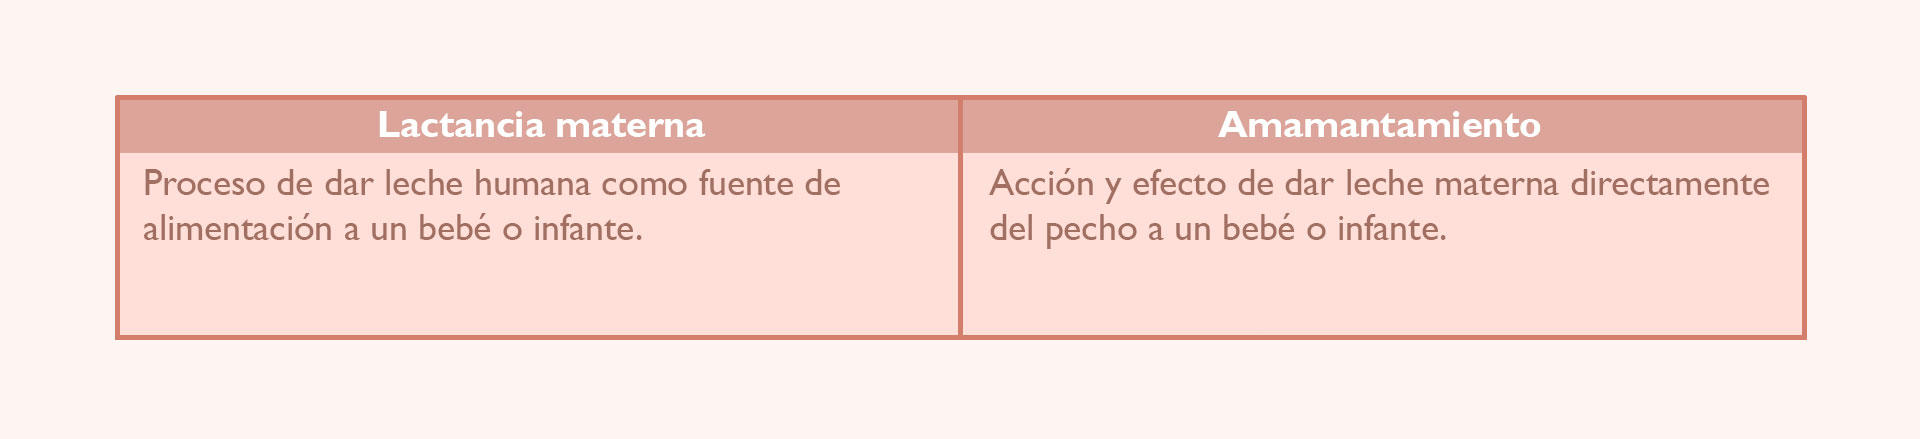 Lactancia materna
Amamantamiento
Proceso de dar leche humana como fuente de
alimentación a un bebé o infante.
Acción y efecto de dar leche materna directamente
del pecho a un bebé o infante.